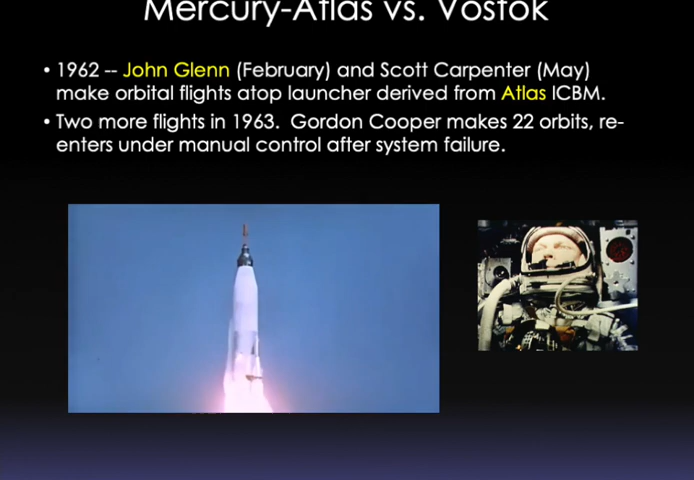 Mercury-Atlas vs. Vostok
• 1962 -- John Glenn (February) and Scott Carpenter (May)
make orbital flights atop launcher derived from Atlas ICBM.
• Two more flights in 1963.  Gordon Cooper makes 22 orbits, re-
enters under manual control after system failure.